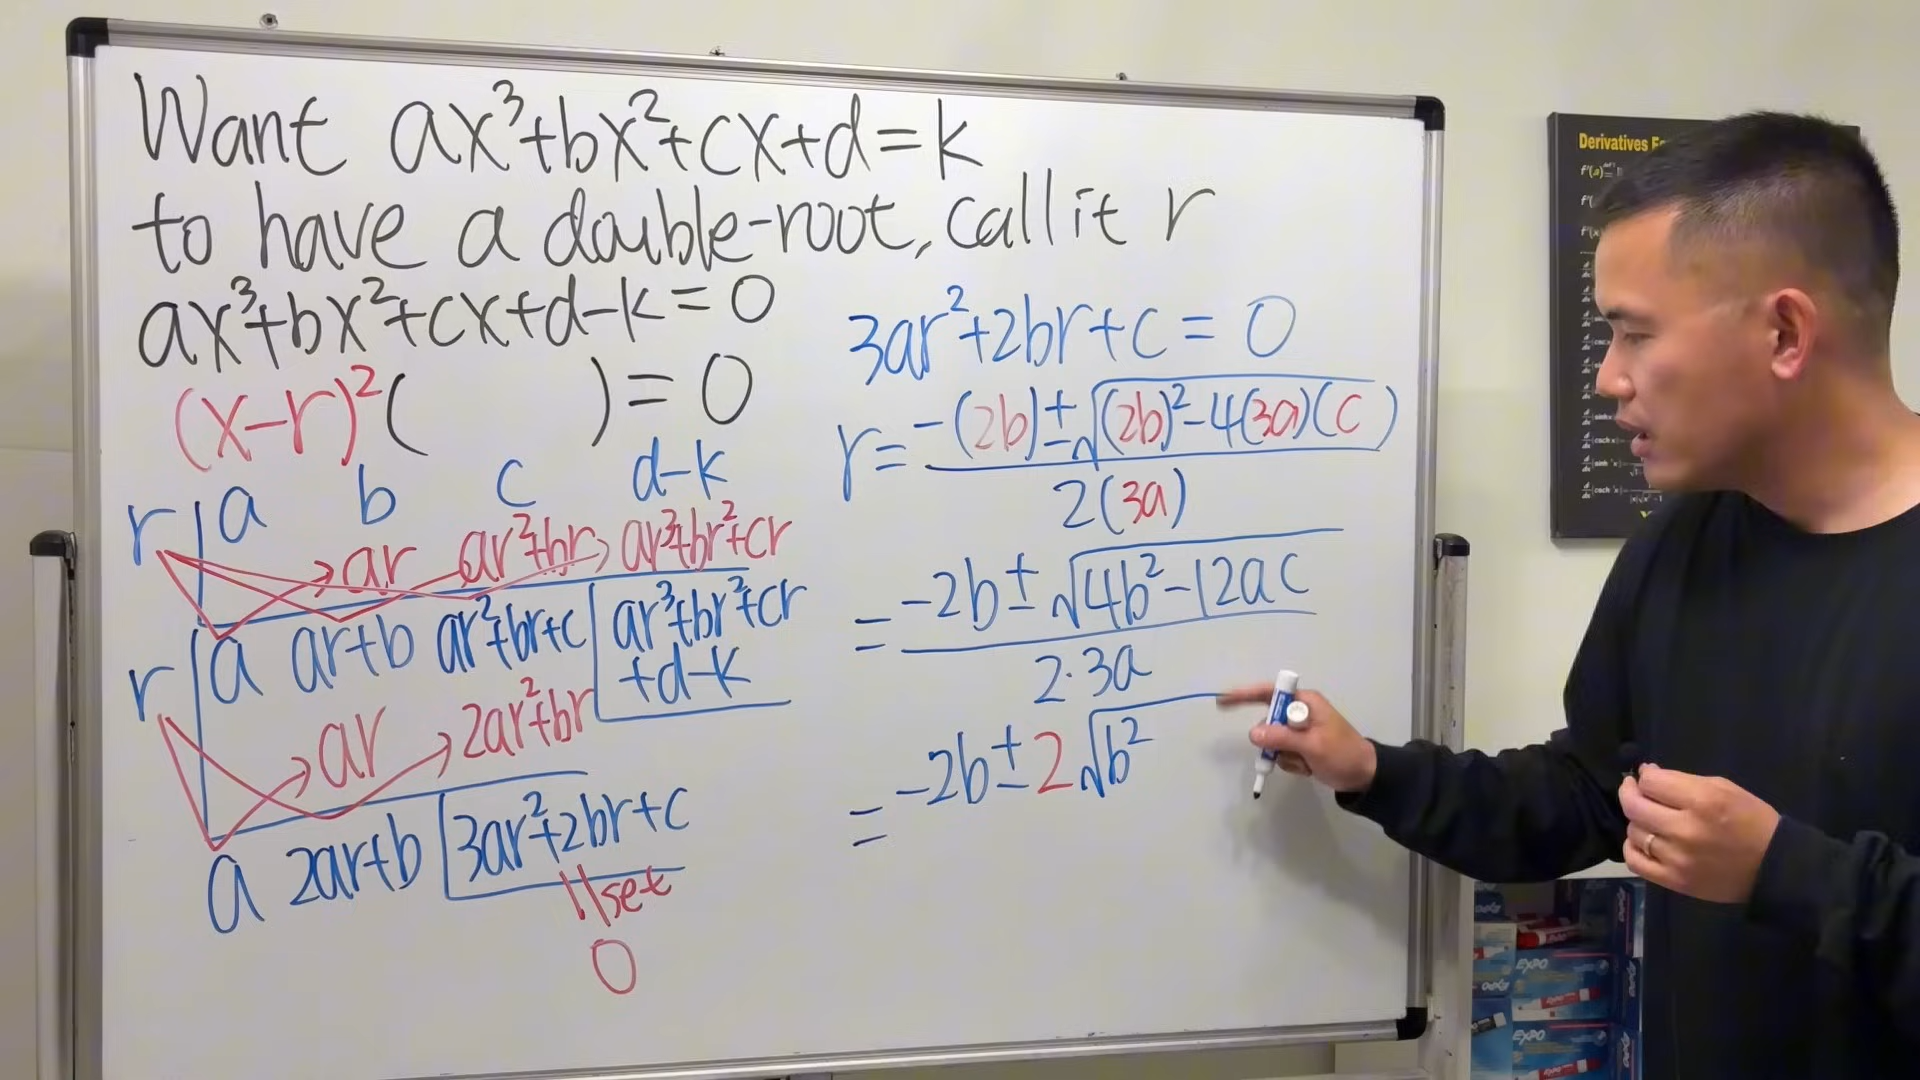 Want ax³+bx²+cx+d=k
to have a double-root, call it r
ax³+bx²+cx+d-k=0
(x-r)²( )=0
r| a b c d-k
ar ar²+br ar³+br²+cr
r| a ar+b ar²+br+c ar³+br²+cr
+d-k
ar 2ar²+br
a 2ar+b 3ar²+2br+c
||set
0
3ar²+2br+c=0
r= -(2b)±√(2b)²-4(3a)(c)
2(3a)
= -2b±√4b²-12ac
2·3a
= -2b±2√b²
Derivatives
EXPO
EXPO